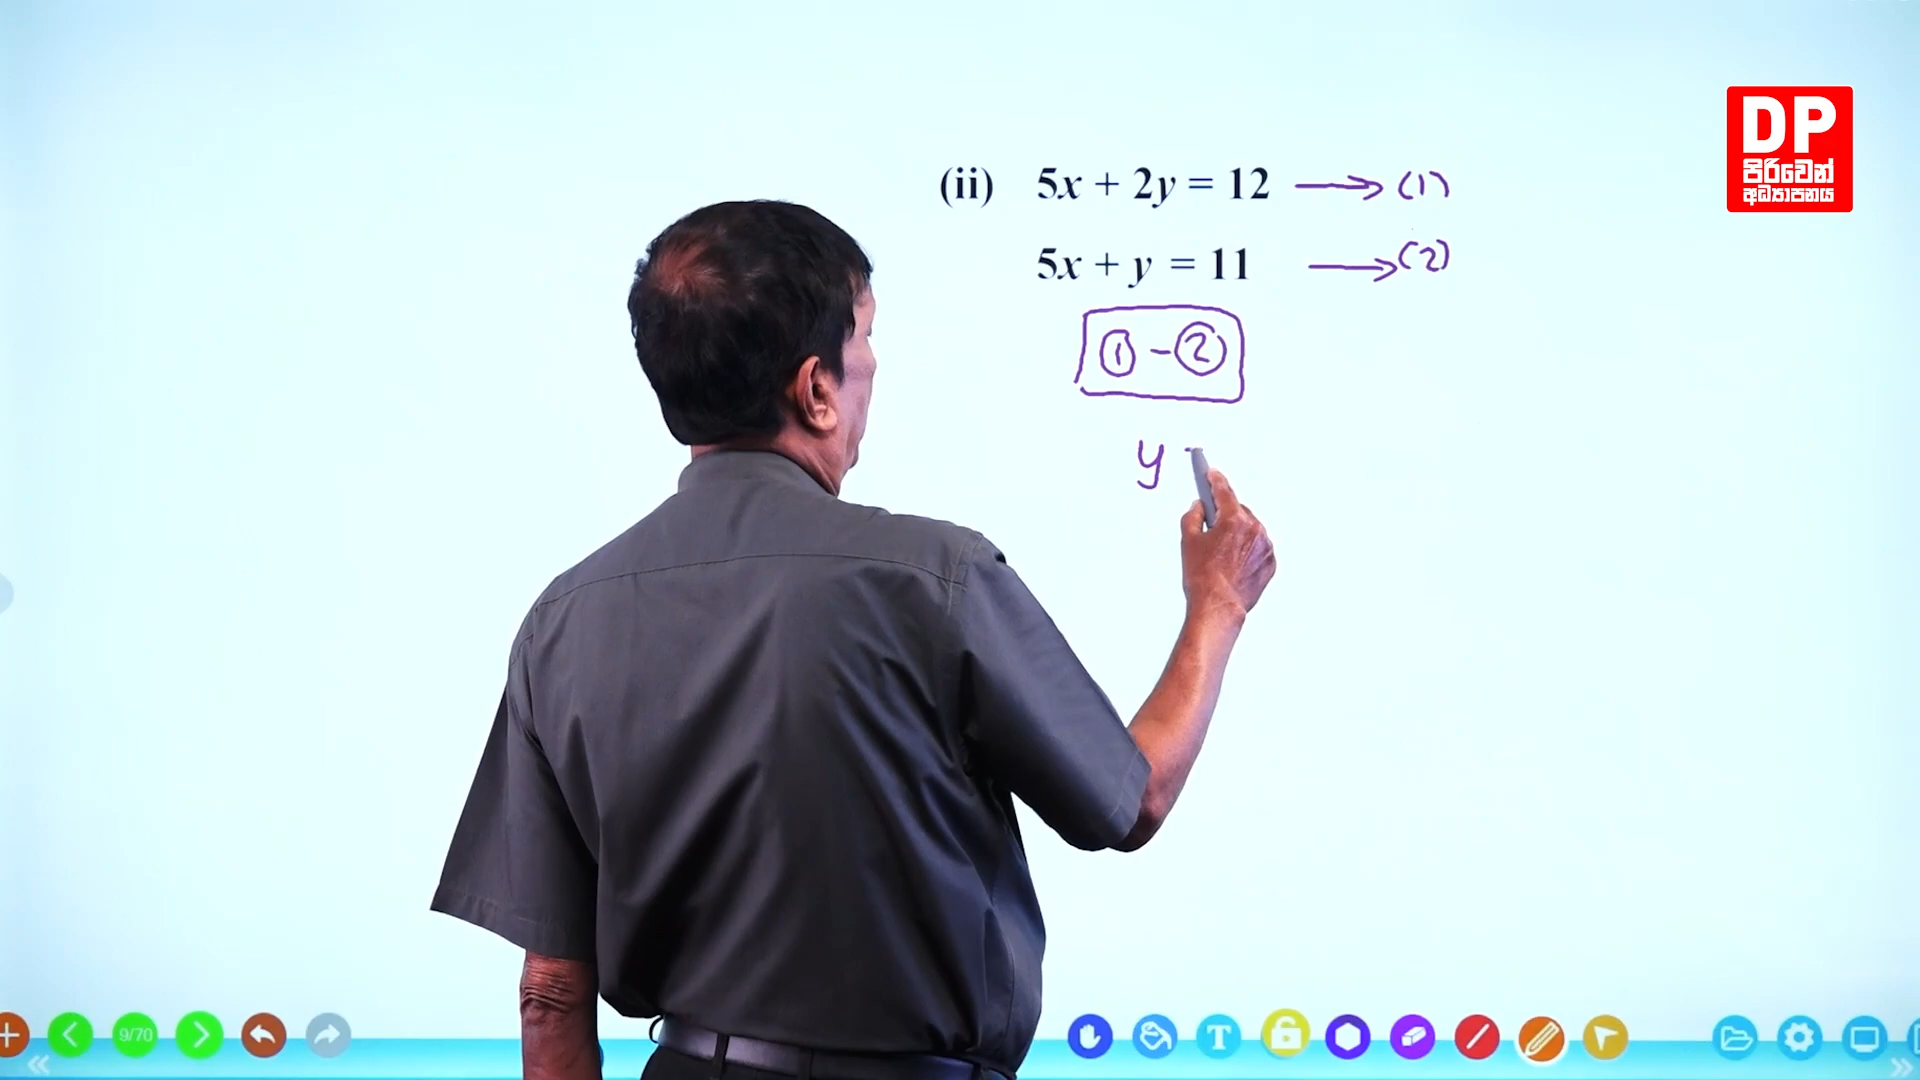 DP
පිරිවෙන්
අධ්‍යාපනය
(ii) 5x + 2y = 12 → (1)
5x + y = 11 → (2)
① - ②
y -
9/70
T